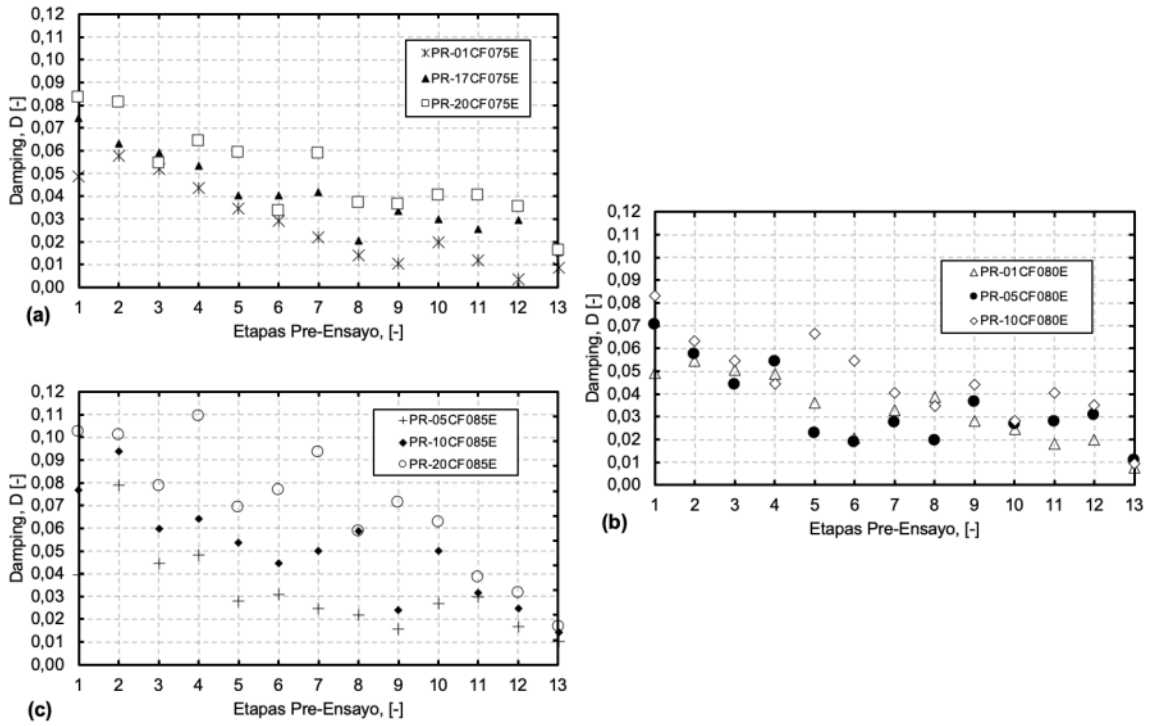 0,12
0,11
0,10
0,09
0,08
0,07
0,06
0,05
0,04
0,03
0,02
0,01
0,00
Damping, D [-]
PR-01CF075E
PR-17CF075E
PR-20CF075E
1 2 3 4 5 6 7 8 9 10 11 12 13
Etapas Pre-Ensayo, [-]
(a)
0,12
0,11
0,10
0,09
0,08
0,07
0,06
0,05
0,04
0,03
0,02
0,01
0,00
Damping, D [-]
PR-01CF080E
PR-05CF080E
PR-10CF080E
1 2 3 4 5 6 7 8 9 10 11 12 13
Etapas Pre-Ensayo, [-]
(b)
0,12
0,11
0,10
0,09
0,08
0,07
0,06
0,05
0,04
0,03
0,02
0,01
0,00
Damping, D [-]
PR-05CF085E
PR-10CF085E
PR-20CF085E
1 2 3 4 5 6 7 8 9 10 11 12 13
Etapas Pre-Ensayo, [-]
(c)